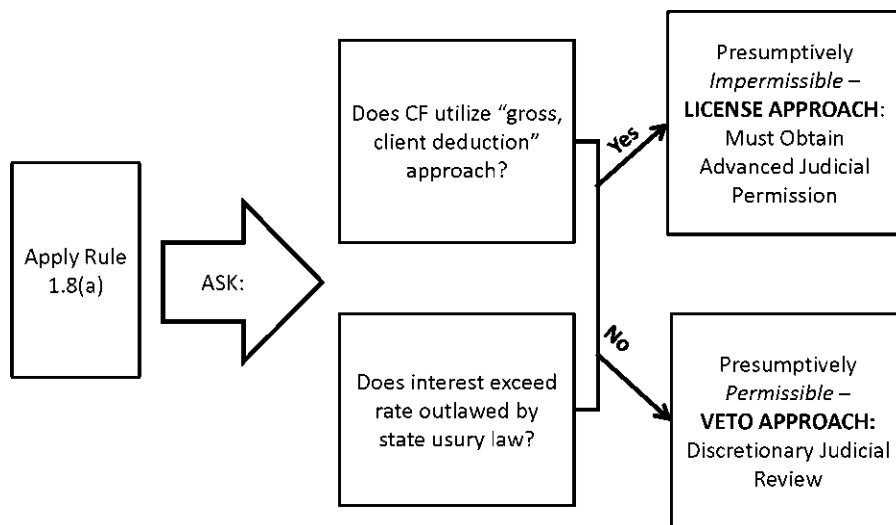 Apply Rule
1.8(a)
ASK:
Does CF utilize “gross,
client deduction”
approach?
Does interest exceed
rate outlawed by
state usury law?
Yes
No
Presumptively
Impermissible –
LICENSE APPROACH:
Must Obtain
Advanced Judicial
Permission
Presumptively
Permissible –
VETO APPROACH:
Discretionary Judicial
Review